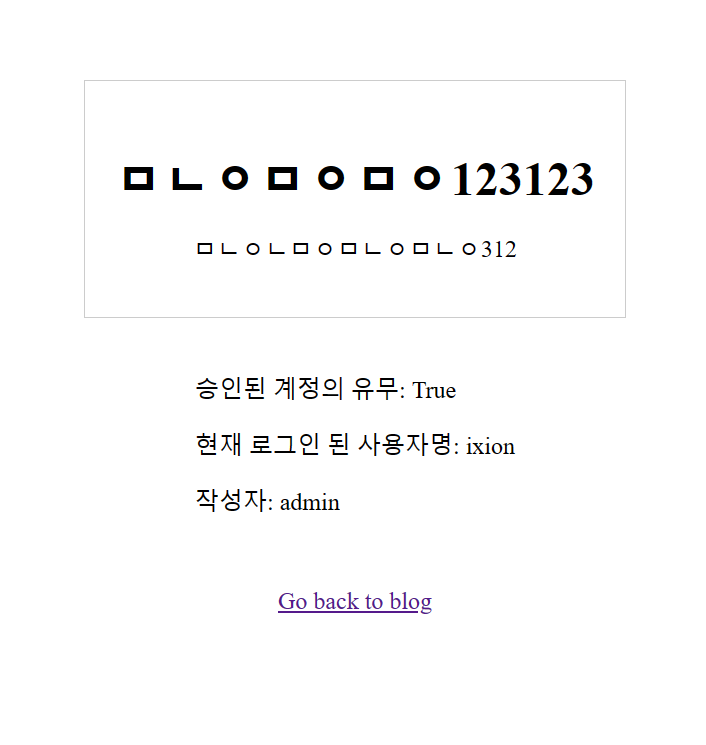 ㅁㄴㅇㅁㅇㅁㅇ123123
ㅁㄴㅇㄴㅁㅇㅁㄴㅇㅁㄴㅇ312
승인된 계정의 유무: True
현재 로그인 된 사용자명: ixion
작성자: admin
Go back to blog